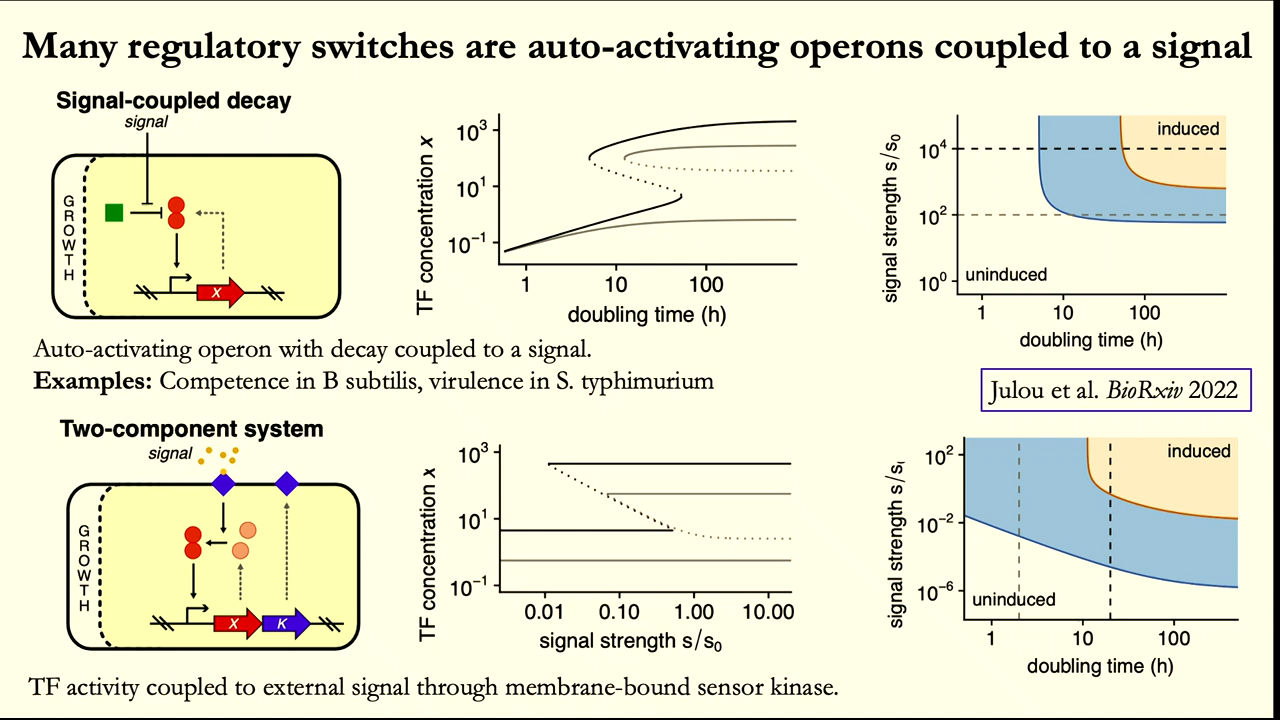 Many regulatory switches are auto-activating operons coupled to a signal
Signal-coupled decay
signal
GROWTH
X
TF concentration x
10³
10¹
10⁻¹
1 10 100
doubling time (h)
signal strength s/s₀
10⁴
10²
10⁰
induced
uninduced
1 10 100
doubling time (h)
Auto-activating operon with decay coupled to a signal.
Examples: Competence in B subtilis, virulence in S. typhimurium
Julou et al. BioRxiv 2022
Two-component system
signal
GROWTH
X K
TF concentration x
10³
10¹
10⁻¹
0.01 0.10 1.00 10.00
signal strength s/s₀
signal strength s/sᵢ
10²
10⁻²
10⁻⁶
induced
uninduced
1 10 100
doubling time (h)
TF activity coupled to external signal through membrane-bound sensor kinase.